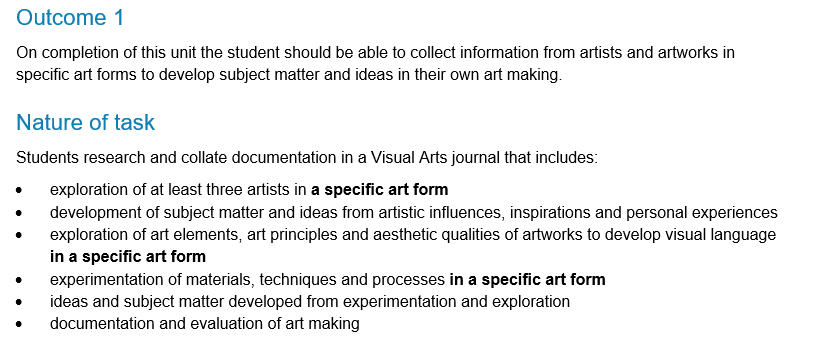 Outcome 1
On completion of this unit the student should be able to collect information from artists and artworks in
specific art forms to develop subject matter and ideas in their own art making.
Nature of task
Students research and collate documentation in a Visual Arts journal that includes:
• exploration of at least three artists in a specific art form
• development of subject matter and ideas from artistic influences, inspirations and personal experiences
• exploration of art elements, art principles and aesthetic qualities of artworks to develop visual language
in a specific art form
• experimentation of materials, techniques and processes in a specific art form
• ideas and subject matter developed from experimentation and exploration
• documentation and evaluation of art making